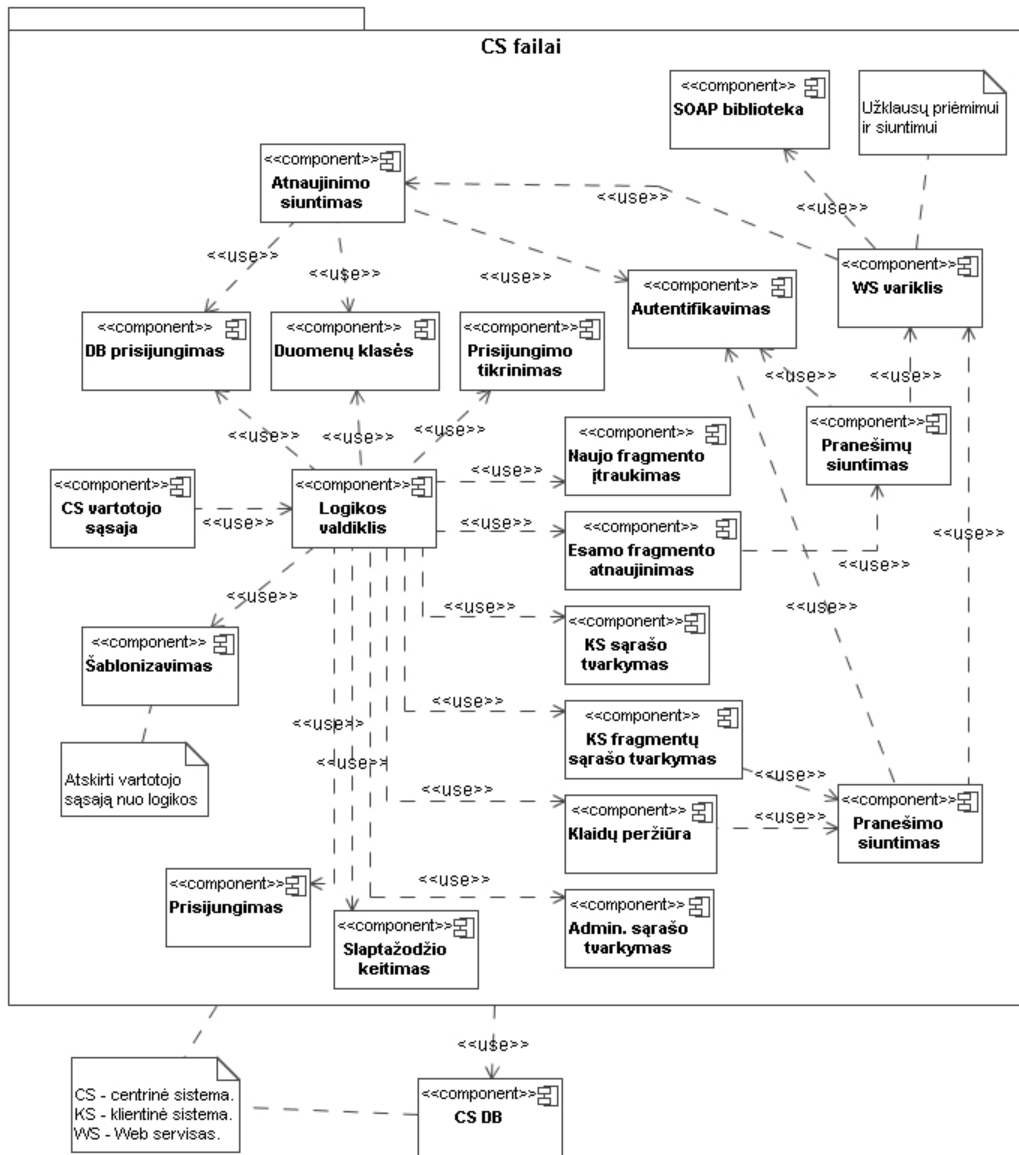 CS failai
<<component>>
SOAP biblioteka
Užklausų priėmimui
ir siuntimui
<<component>>
Atnaujinimo
siuntimas
<<use>>
<<use>>
<<use>>
<<use>>
<<use>>
<<use>>
<<component>>
WS variklis
<<component>>
Autentifikavimas
<<component>>
DB prisijungimas
<<component>>
Duomenų klasės
<<component>>
Prisijungimo
tikrinimas
<<use>>
<<use>>
<<component>>
Pranešimų
siuntimas
<<use>>
<<use>>
<<use>>
<<component>>
Naujo fragmento
įtraukimas
<<component>>
CS vartotojo
sąsaja
<<use>>
<<component>>
Logikos
valdiklis
<<use>>
<<use>>
<<component>>
Esamo fragmento
atnaujinimas
<<use>>
<<use>>
<<use>>
<<use>>
<<component>>
KS sąrašo
tvarkymas
<<use>>
<<use>>
<<component>>
Šablonizavimas
<<use>>
<<component>>
KS fragmentų
sąrašo tvarkymas
<<use>>
<<use>>
Atskirti vartotojo
sąsają nuo logikos
<<use>>
<<use>>
<<component>>
Klaidų peržiūra
<<use>>
<<component>>
Pranešimo
siuntimas
<<component>>
Prisijungimas
<<use>>
<<component>>
Admin. sąrašo
tvarkymas
<<component>>
Slaptažodžio
keitimas
<<use>>
CS - centrinė sistema.
KS - klientinė sistema.
WS - Web servisas.
<<component>>
CS DB